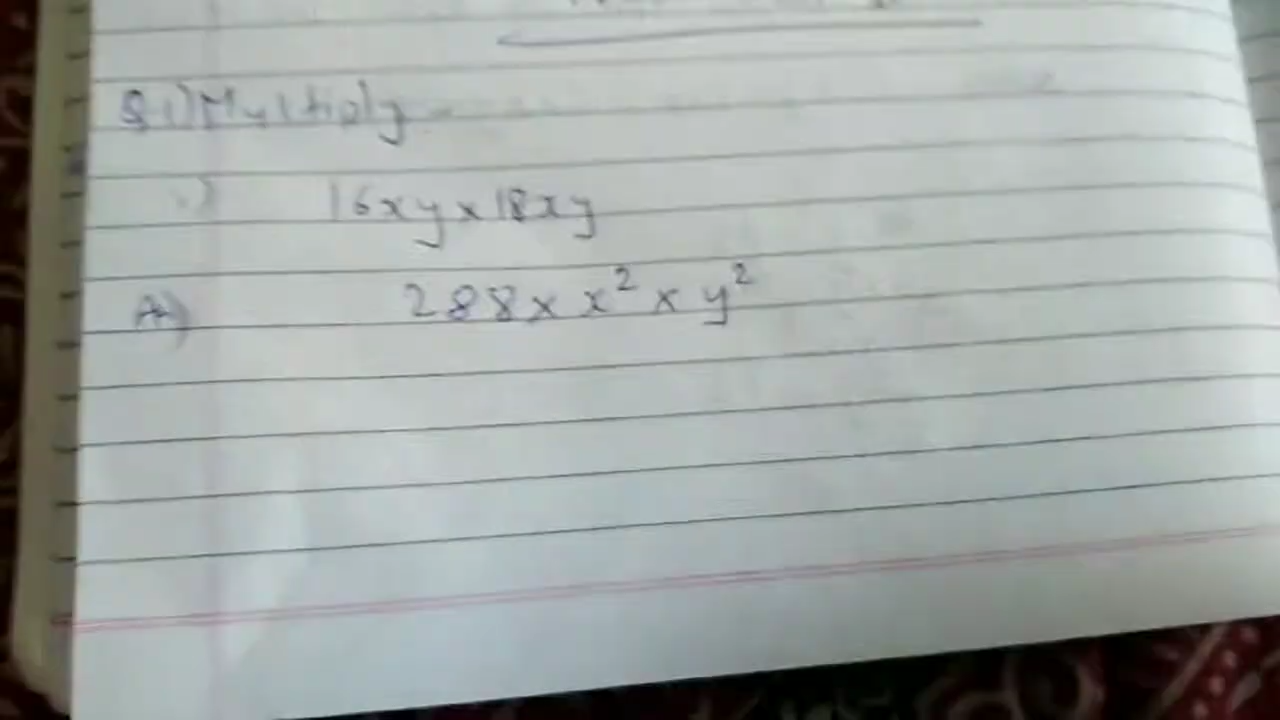 Q1) Multiply
i) 16xy x 18xy
A) 288 x x² x y²